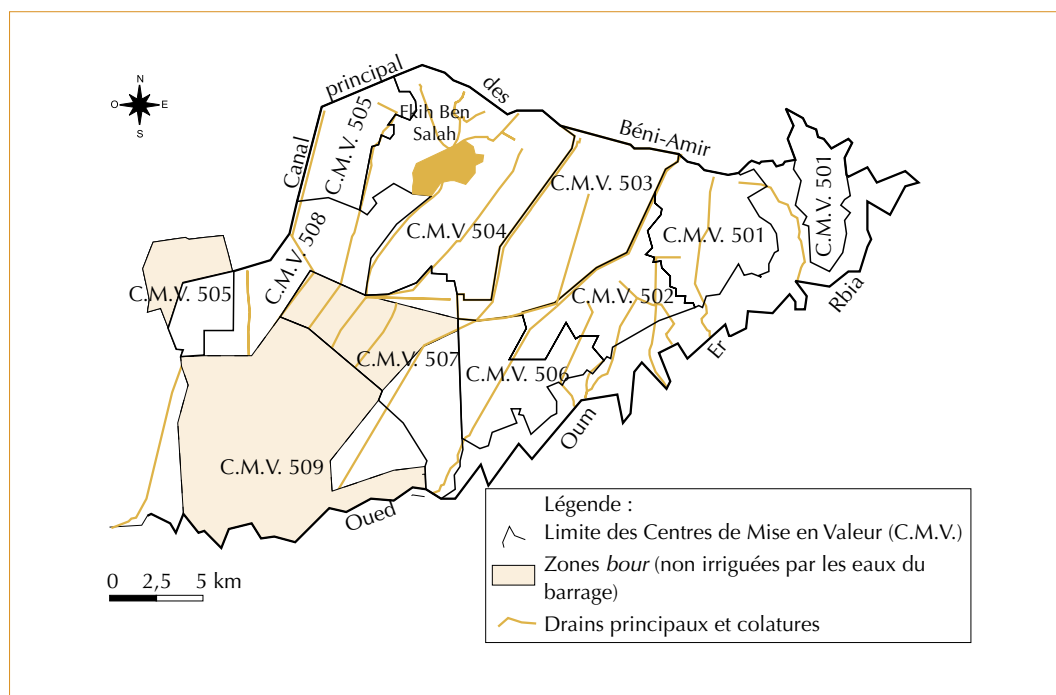 Canal principal des Béni-Amir
N
O
E
S
C.M.V. 505
Fkih Ben
Salah
C.M.V. 503
C.M.V. 501
C.M.V. 504
C.M.V. 501
C.M.V. 508
C.M.V. 505
C.M.V. 502
C.M.V. 507
C.M.V. 506
C.M.V. 509
Oued Oum Er Rbia
0 2,5 5 km
Légende :
Limite des Centres de Mise en Valeur (C.M.V.)
Zones bour (non irriguées par les eaux du
barrage)
Drains principaux et colatures